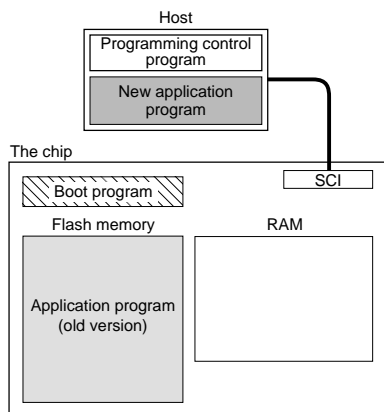 Host
Programming control
program
New application
program
The chip
SCI
Boot program
Flash memory
RAM
Application program
(old version)